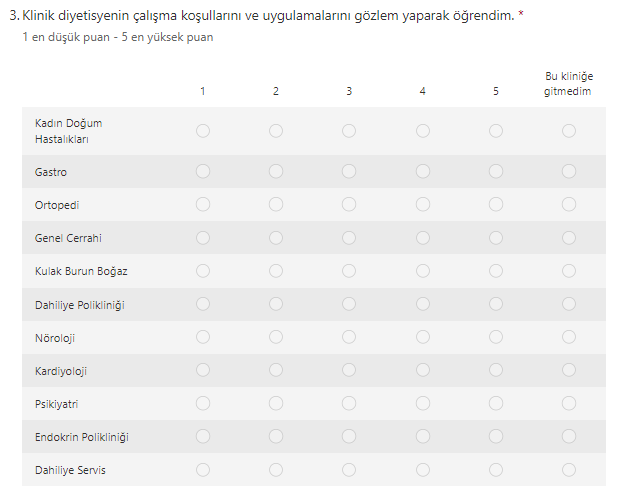 3. Klinik diyetisyenin çalışma koşullarını ve uygulamalarını gözlem yaparak öğrendim. *
1 en düşük puan - 5 en yüksek puan
1 2 3 4 5 Bu kliniğe
gitmedim
Kadın Doğum
Hastalıkları
Gastro
Ortopedi
Genel Cerrahi
Kulak Burun Boğaz
Dahiliye Polikliniği
Nöroloji
Kardiyoloji
Psikiyatri
Endokrin Polikliniği
Dahiliye Servis